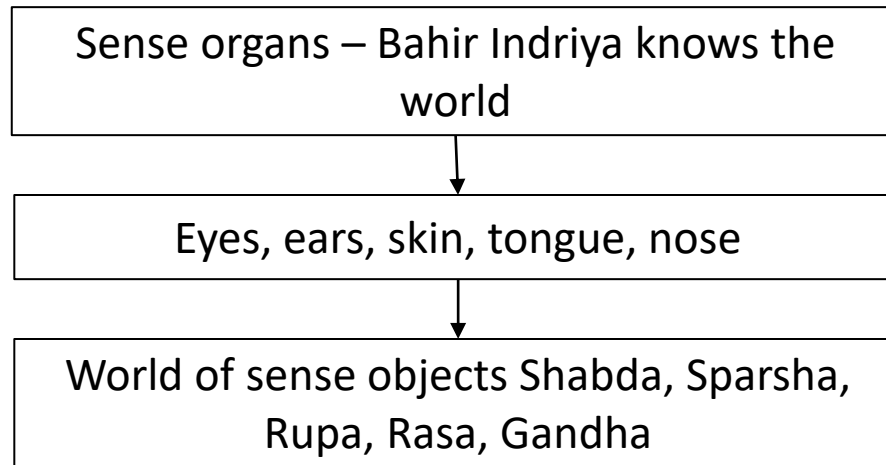 Sense organs – Bahir Indriya knows the
world
Eyes, ears, skin, tongue, nose
World of sense objects Shabda, Sparsha,
Rupa, Rasa, Gandha